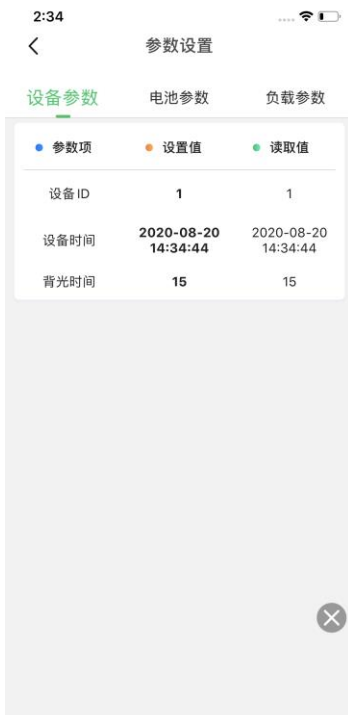 2:34
参数设置
设备参数 电池参数 负载参数
参数项 设置值 读取值
设备ID 1 1
设备时间 2020-08-20 14:34:44 2020-08-20 14:34:44
背光时间 15 15